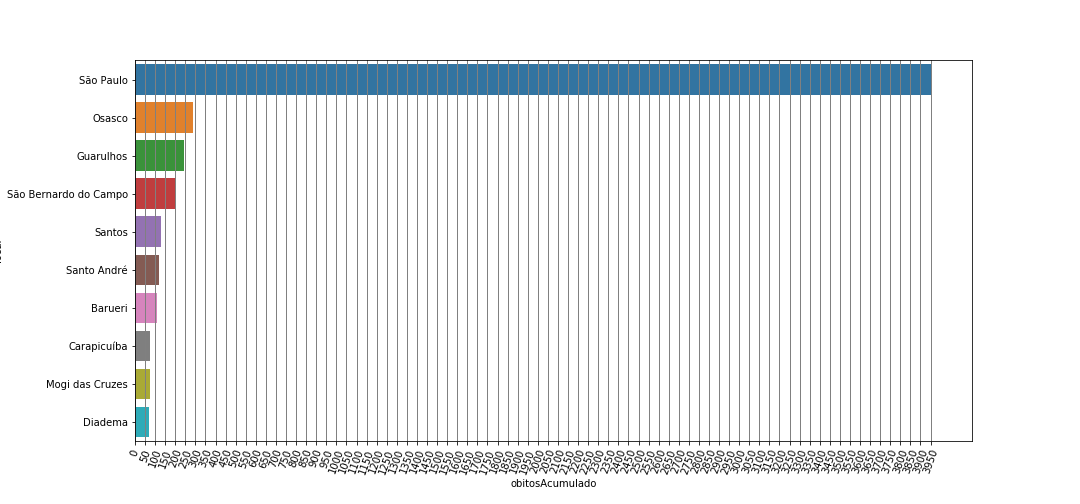 São Paulo
Osasco
Guarulhos
São Bernardo do Campo
Santos
Santo André
Barueri
Carapicuíba
Mogi das Cruzes
Diadema
0 50 100 150 200 250 300 350 400 450 500 550 600 650 700 750 800 850 900 950 1000 1050 1100 1150 1200 1250 1300 1350 1400 1450 1500 1550 1600 1650 1700 1750 1800 1850 1900 1950 2000 2050 2100 2150 2200 2250 2300 2350 2400 2450 2500 2550 2600 2650 2700 2750 2800 2850 2900 2950 3000 3050 3100 3150 3200 3250 3300 3350 3400 3450 3500 3550 3600 3650 3700 3750 3800 3850 3900 3950
obitosAcumulado